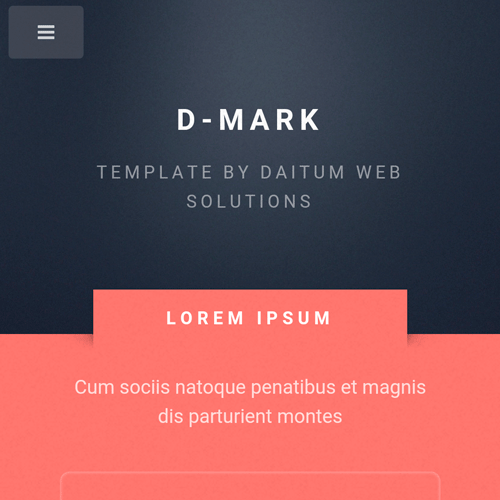 D-MARK
TEMPLATE BY DAITUM WEB
SOLUTIONS
LOREM IPSUM
Cum sociis natoque penatibus et magnis
dis parturient montes